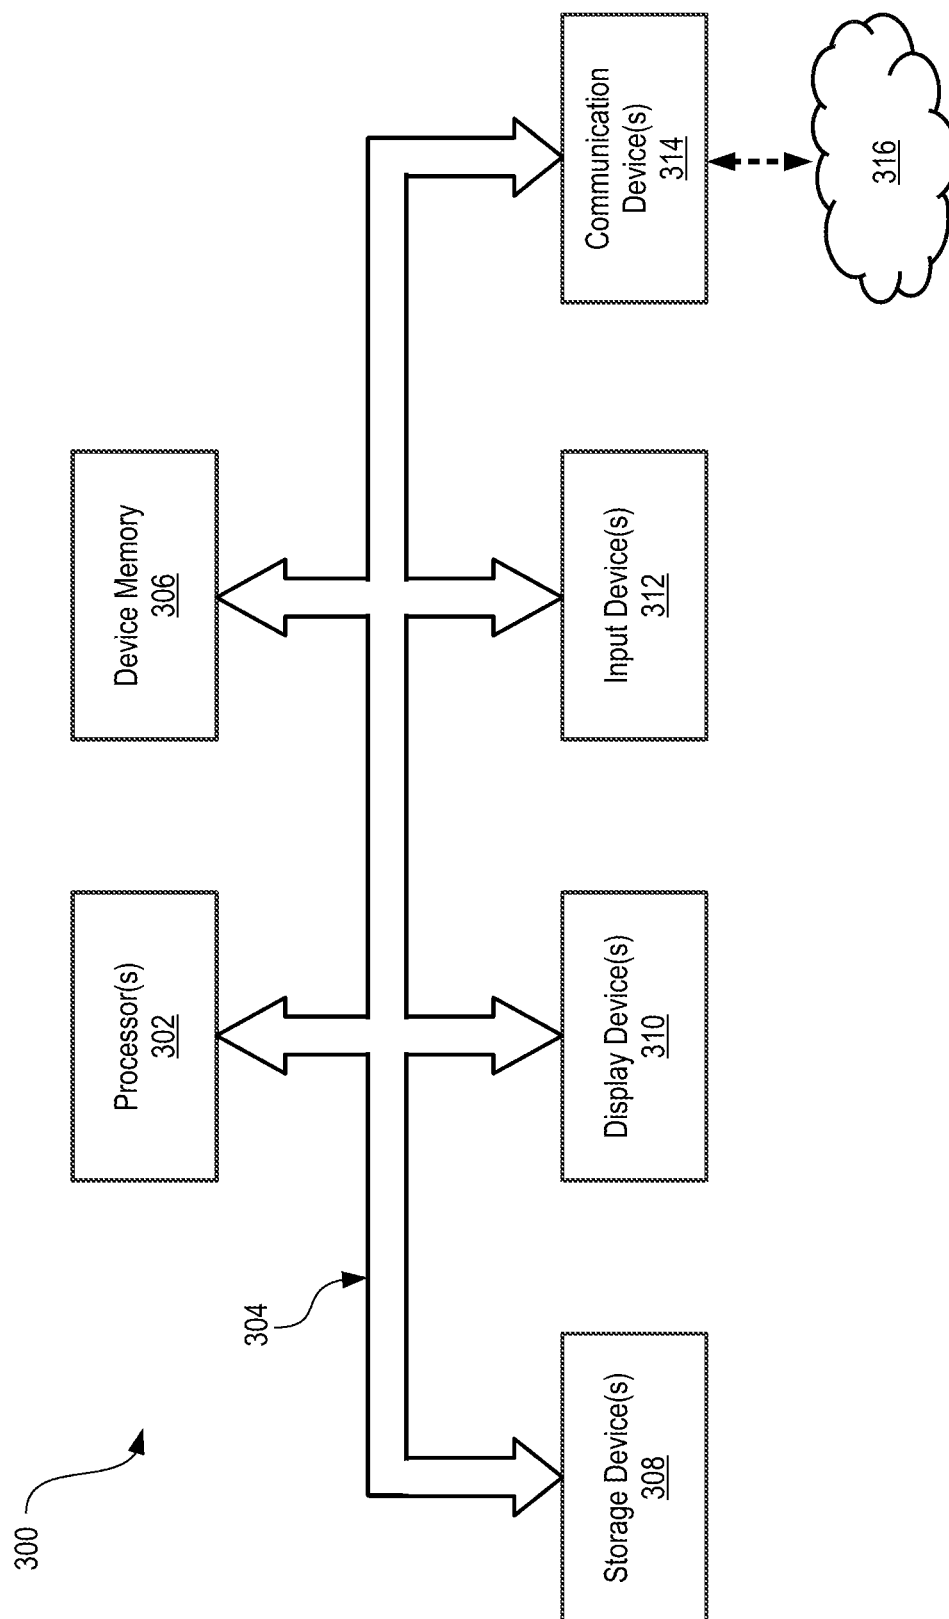 300
304
Processor(s)
302
Device Memory
306
Storage Device(s)
308
Display Device(s)
310
Input Device(s)
312
Communication
Device(s)
314
316